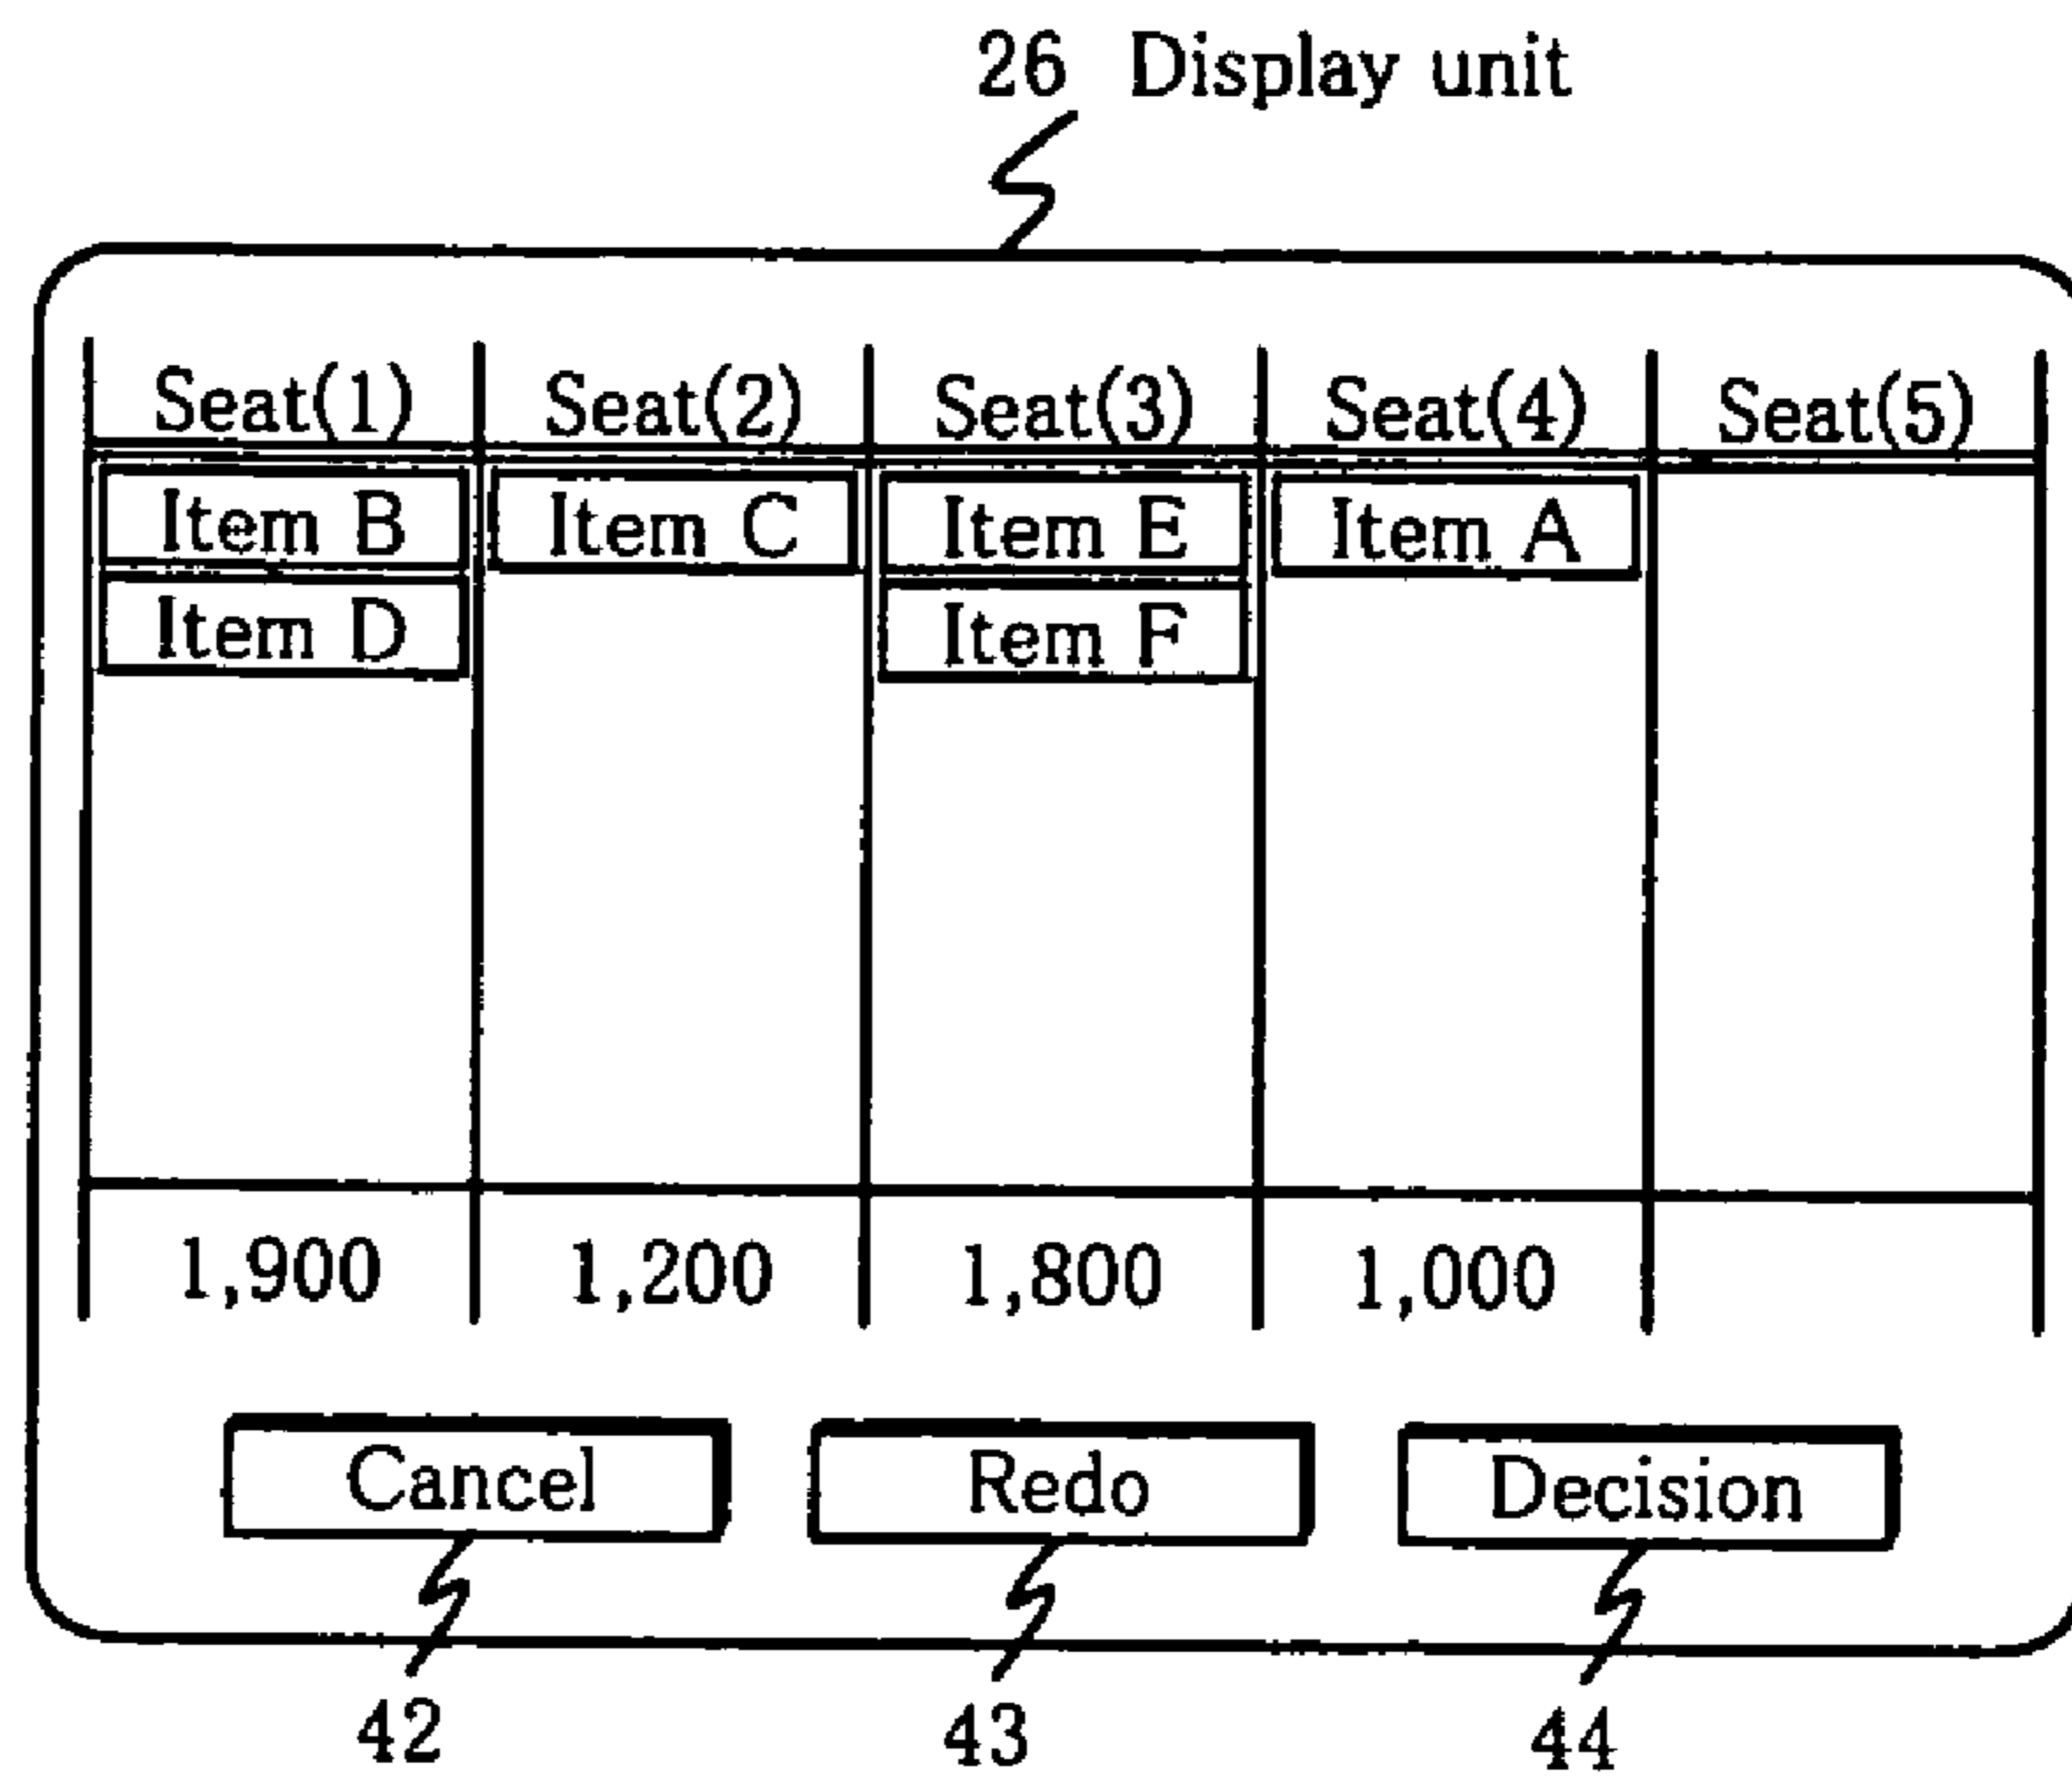 26 Display unit
Seat(1) Seat(2) Seat(3) Seat(4) Seat(5)
Item B Item C Item E Item A
Item D Item F
1,900 1,200 1,800 1,000
Cancel Redo Decision
42 43 44